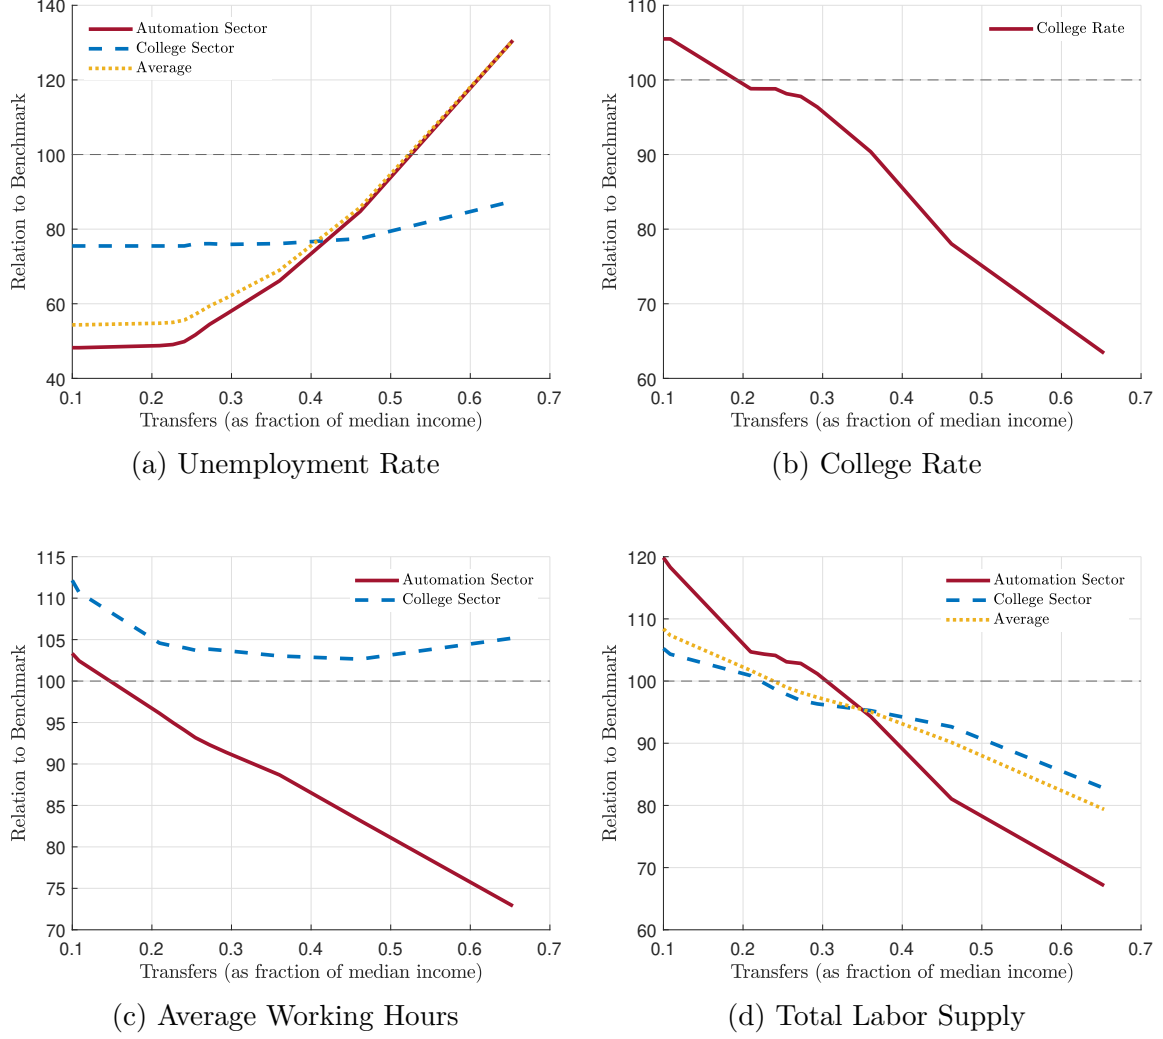 140
120
100
80
60
40
0.1 0.2 0.3 0.4 0.5 0.6 0.7
Relation to Benchmark
Transfers (as fraction of median income)
Automation Sector
College Sector
Average
(a) Unemployment Rate
110
100
90
80
70
60
0.1 0.2 0.3 0.4 0.5 0.6 0.7
Relation to Benchmark
Transfers (as fraction of median income)
College Rate
(b) College Rate
115
110
105
100
95
90
85
80
75
70
0.1 0.2 0.3 0.4 0.5 0.6 0.7
Relation to Benchmark
Transfers (as fraction of median income)
Automation Sector
College Sector
(c) Average Working Hours
120
110
100
90
80
70
60
0.1 0.2 0.3 0.4 0.5 0.6 0.7
Relation to Benchmark
Transfers (as fraction of median income)
Automation Sector
College Sector
Average
(d) Total Labor Supply